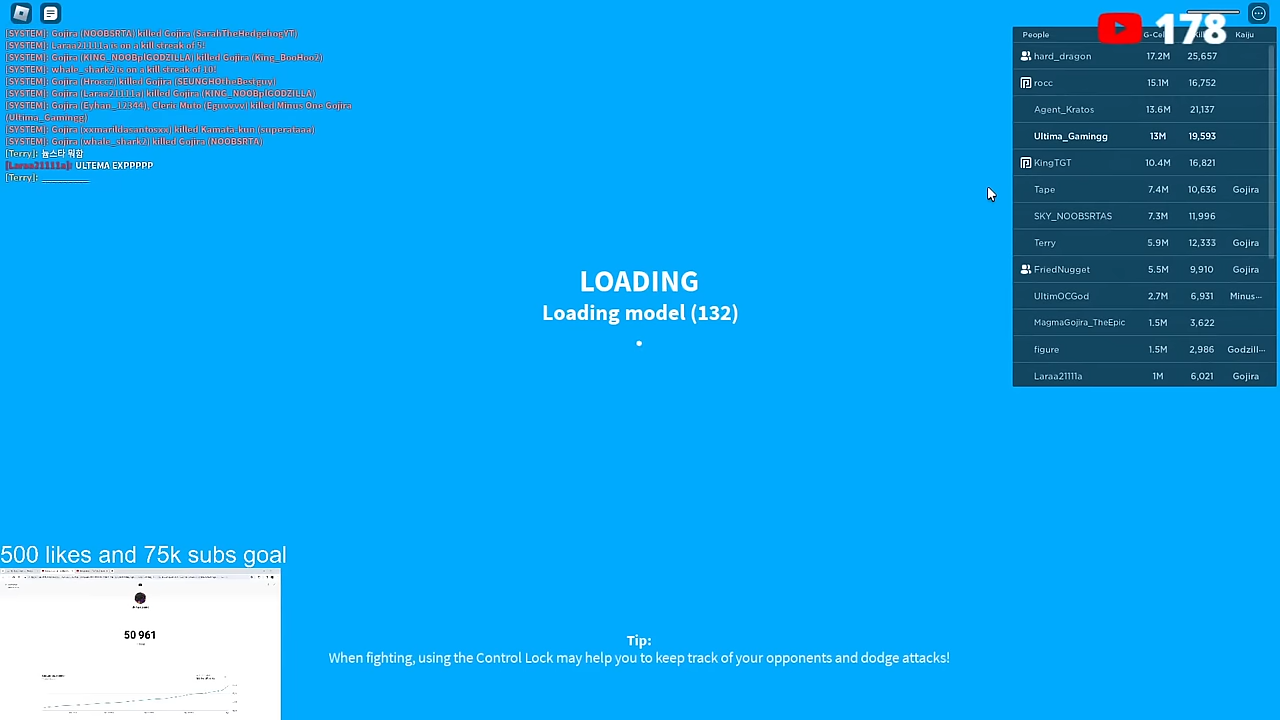 [SYSTEM]: Gojira (NOOBSRTA) killed Gojira (SarahTheHedgehogYT)
[SYSTEM]: Laraa21111a is on a kill streak of 5!
[SYSTEM]: Gojira (KING_NOOBplGODZILLA) killed Gojira (King_BooHoo2)
[SYSTEM]: whale_shark2 is on a kill streak of 10!
[SYSTEM]: Gojira (Hrocez) killed Gojira (SEUNGHOtheBestguy)
[SYSTEM]: Gojira (Laraa21111a) killed Gojira (KING_NOOBplGODZILLA)
[SYSTEM]: Gojira (Eyhan_12344), Cleric Muto (Eguvvvv) killed Minus One Gojira
(Ultima_Gamingg)
[SYSTEM]: Gojira (xxmarildasantosxx) killed Kamata-kun (superataaa)
[SYSTEM]: Gojira (whale_shark2) killed Gojira (NOOBSRTA)
[Terry]: 늅스타 뭐함
[Laraa21111a]: ULTEMA EXPPPPP
[Terry]: __________
178
People G-Cel Kaiju
hard_dragon 17.2M 25,657
rocc 15.1M 16,752
Agent_Kratos 13.6M 21,137
Ultima_Gamingg 13M 19,593
KingTGT 10.4M 16,821
Tape 7.4M 10,636 Gojira
SKY_NOOBSRTAS 7.3M 11,996
Terry 5.9M 12,333 Gojira
FriedNugget 5.5M 9,910 Gojira
UltimOCGod 2.7M 6,931 Minus...
MagmaGojira_TheEpic 1.5M 3,622
figure 1.5M 2,986 Godzill...
Laraa21111a 1M 6,021 Gojira
LOADING
Loading model (132)
500 likes and 75k subs goal
50 961
Tip:
When fighting, using the Control Lock may help you to keep track of your opponents and dodge attacks!